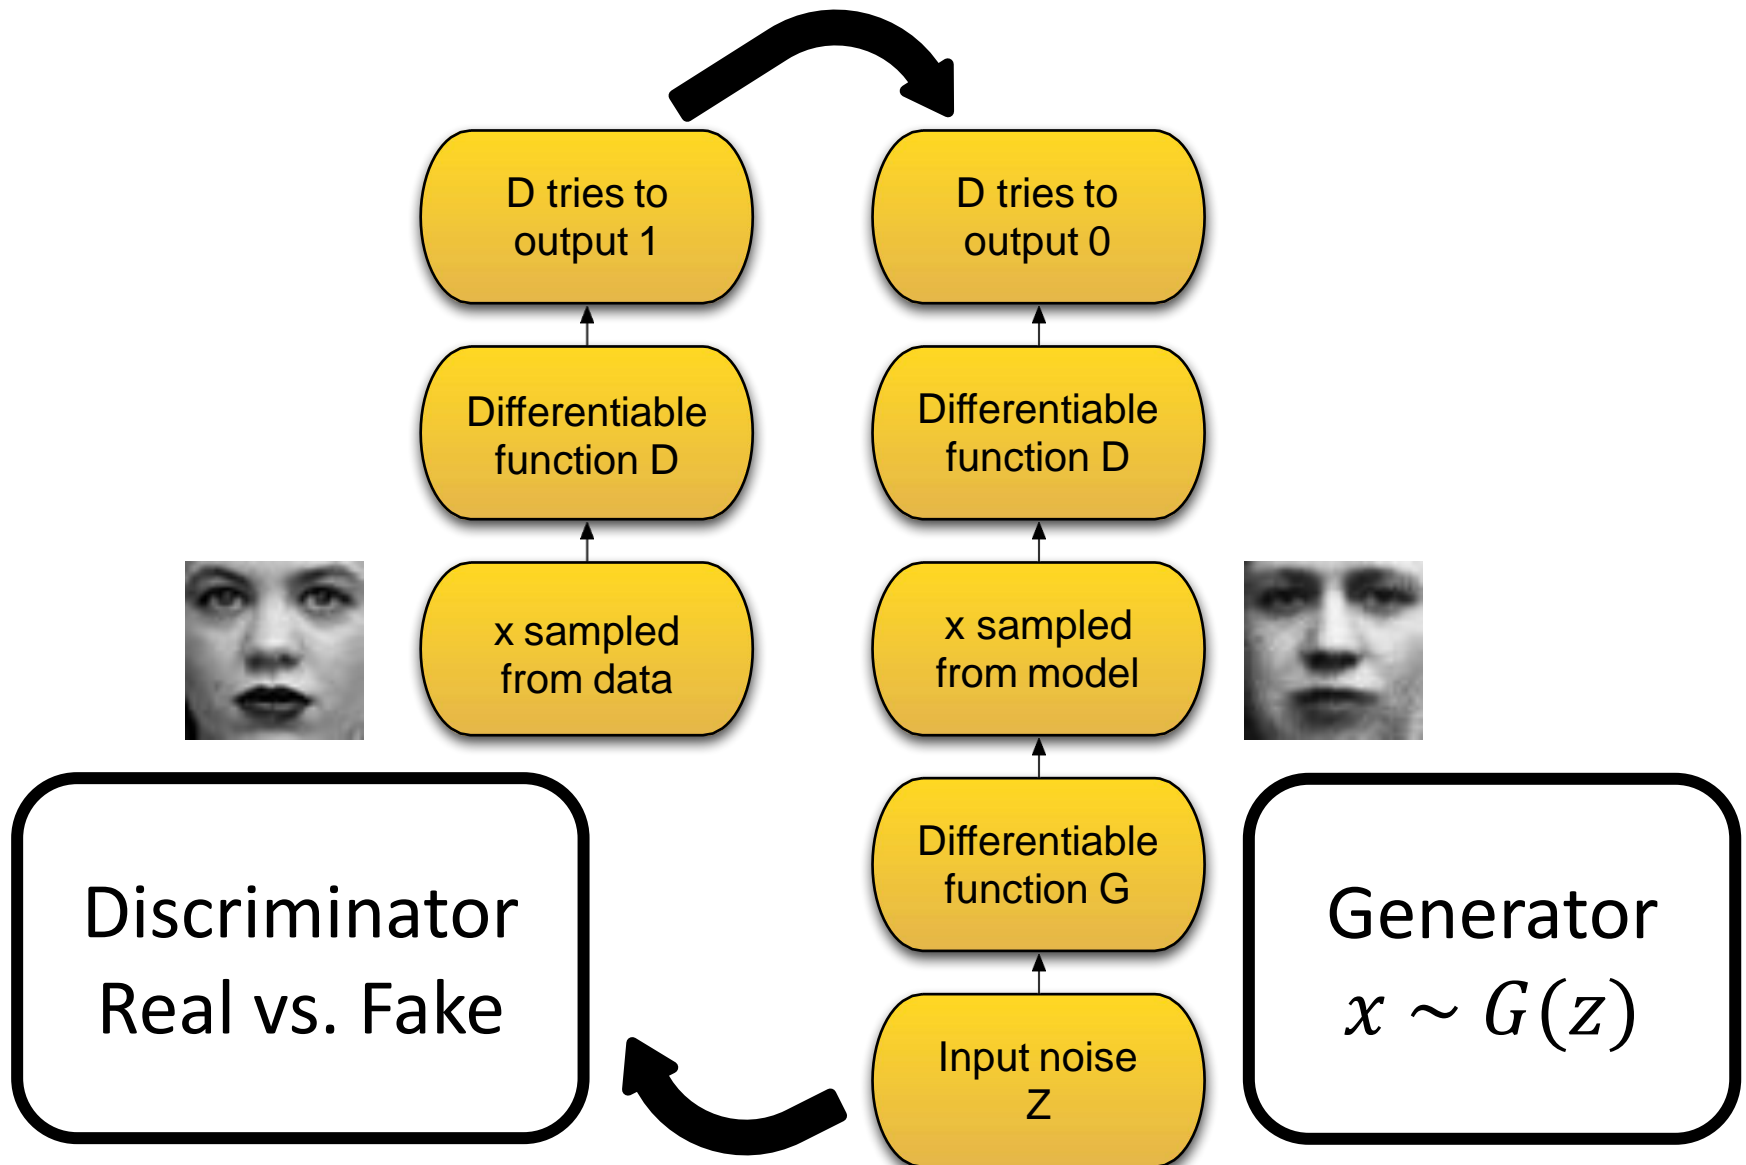 D tries to
output 1
D tries to
output 0
Differentiable
function D
Differentiable
function D
x sampled
from data
x sampled
from model
Discriminator
Real vs. Fake
Differentiable
function G
Generator
x ~ G(z)
Input noise
Z